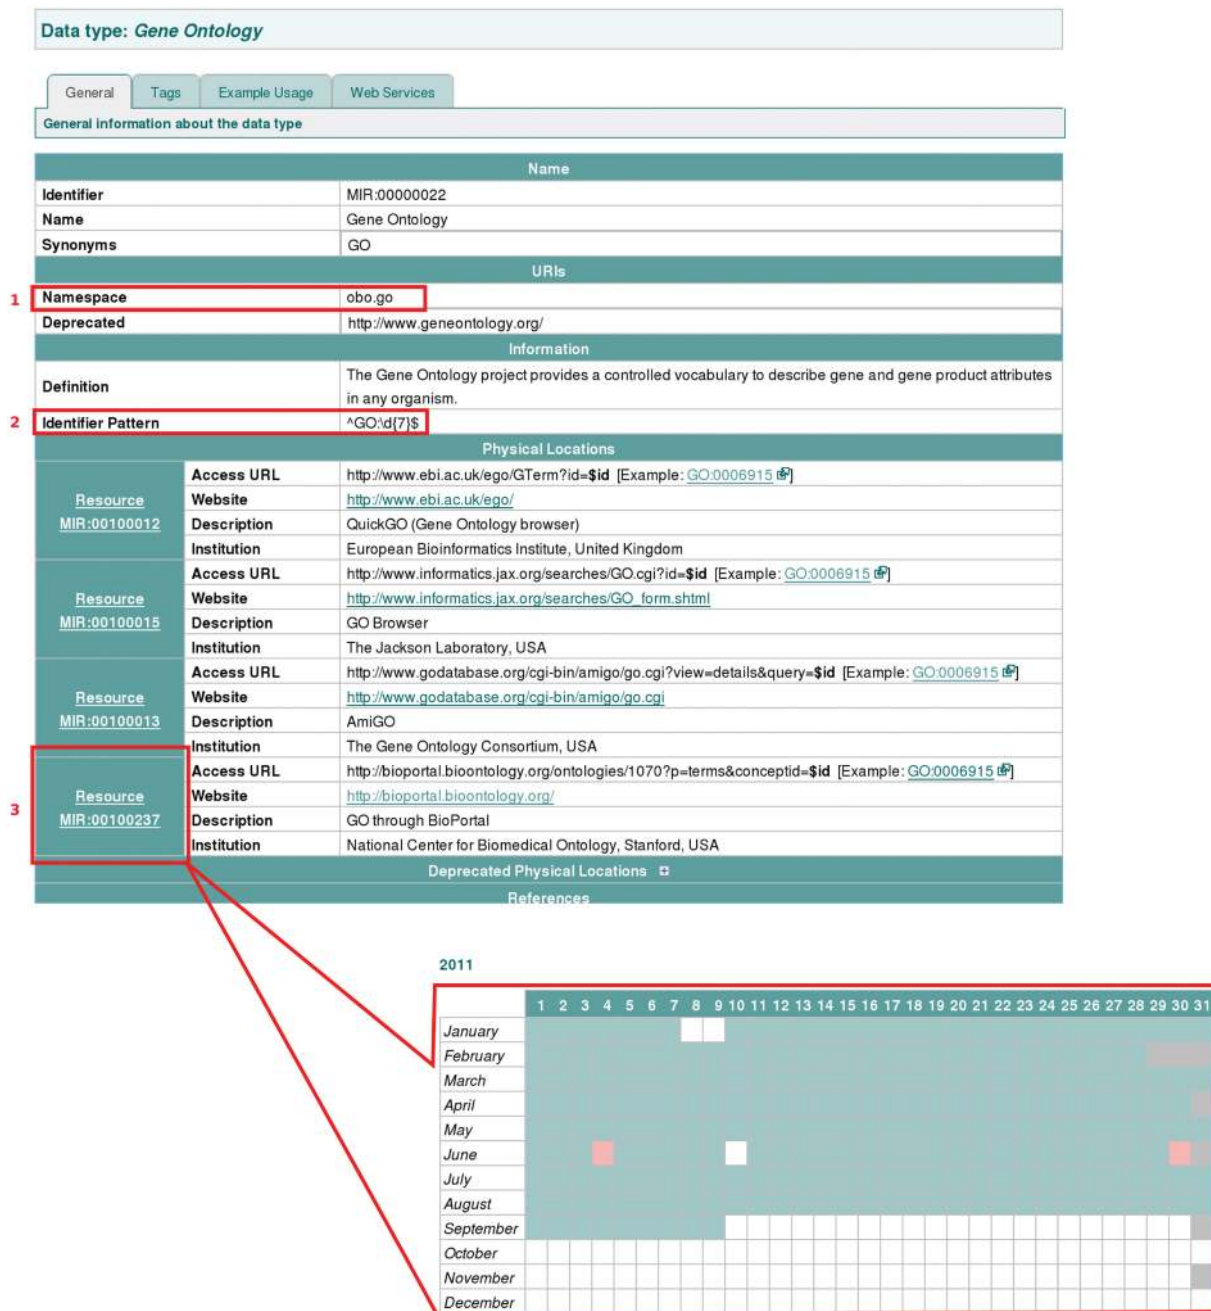 Data type: Gene Ontology
General Tags Example Usage Web Services
General information about the data type
Name
Identifier MIR:00000022
Name Gene Ontology
Synonyms GO
URIs
1 Namespace obo.go
Deprecated http://www.geneontology.org/
Information
Definition The Gene Ontology project provides a controlled vocabulary to describe gene and gene product attributes
in any organism.
2 Identifier Pattern ^GO:\d{7}$
Physical Locations
Access URL http://www.ebi.ac.uk/ego/GTerm?id=$id [Example: GO:0006915]
Resource Website http://www.ebi.ac.uk/ego/
MIR:00100012 Description QuickGO (Gene Ontology browser)
Institution European Bioinformatics Institute, United Kingdom
Access URL http://www.informatics.jax.org/searches/GO.cgi?id=$id [Example: GO:0006915]
Resource Website http://www.informatics.jax.org/searches/GO_form.shtml
MIR:00100015 Description GO Browser
Institution The Jackson Laboratory, USA
Access URL http://www.godatabase.org/cgi-bin/amigo/go.cgi?view=details&query=$id [Example: GO:0006915]
Resource Website http://www.godatabase.org/cgi-bin/amigo/go.cgi
MIR:00100013 Description AmiGO
Institution The Gene Ontology Consortium, USA
Access URL http://bioportal.bioontology.org/ontologies/1070?p=terms&conceptid=$id [Example: GO:0006915]
Resource Website http://bioportal.bioontology.org/
3 MIR:00100237 Description GO through BioPortal
Institution National Center for Biomedical Ontology, Stanford, USA
Deprecated Physical Locations
References
2011
1 2 3 4 5 6 7 8 9 10 11 12 13 14 15 16 17 18 19 20 21 22 23 24 25 26 27 28 29 30 31
January
February
March
April
May
June
July
August
September
October
November
December